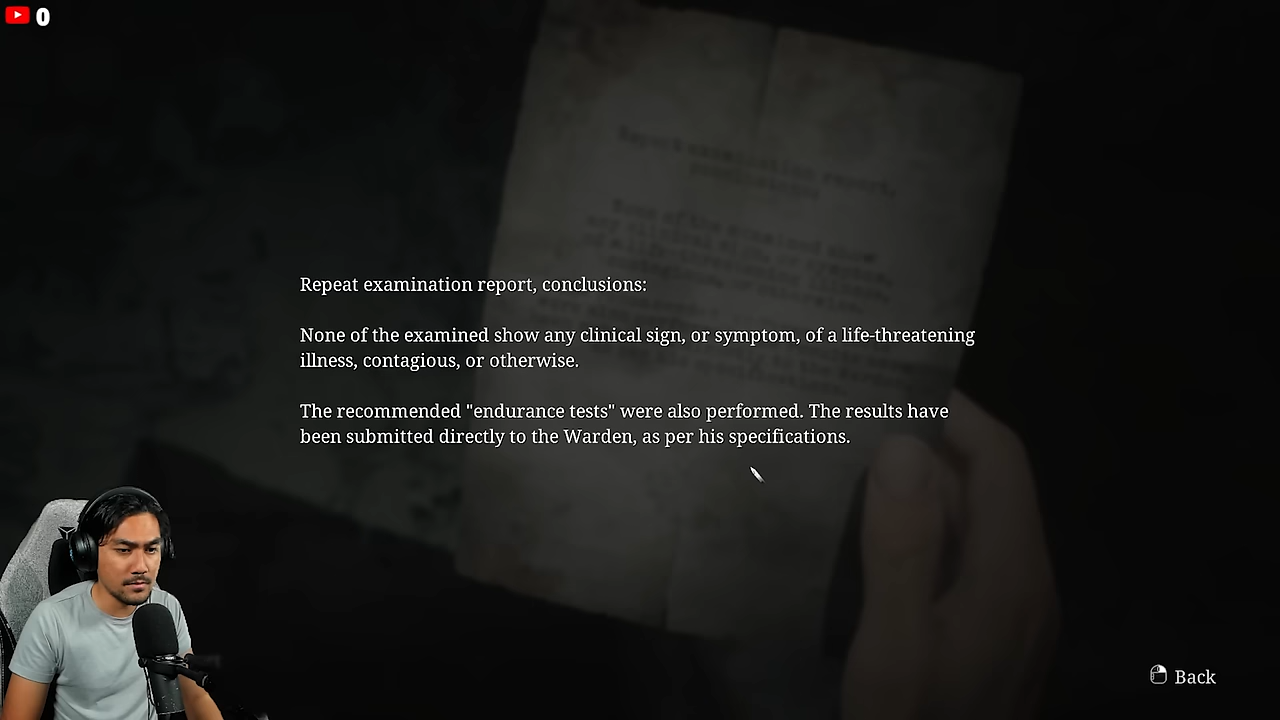 0
Repeat examination report, conclusions:
None of the examined show any clinical sign, or symptom, of a life-threatening
illness, contagious, or otherwise.
The recommended "endurance tests" were also performed. The results have
been submitted directly to the Warden, as per his specifications.
Back